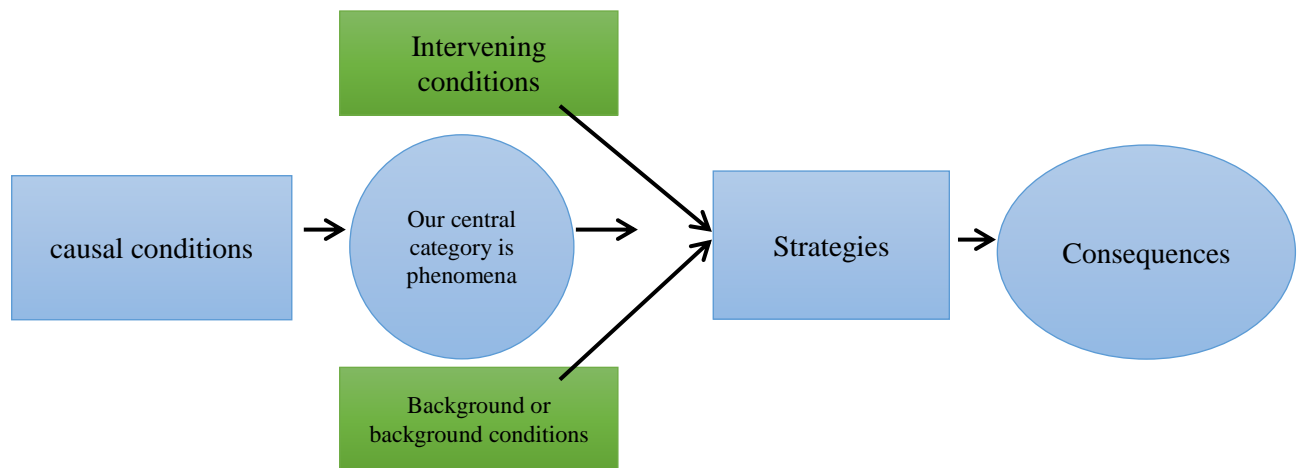 Intervening
conditions
causal conditions
Our central
category is
phenomena
Strategies
Consequences
Background or
background conditions